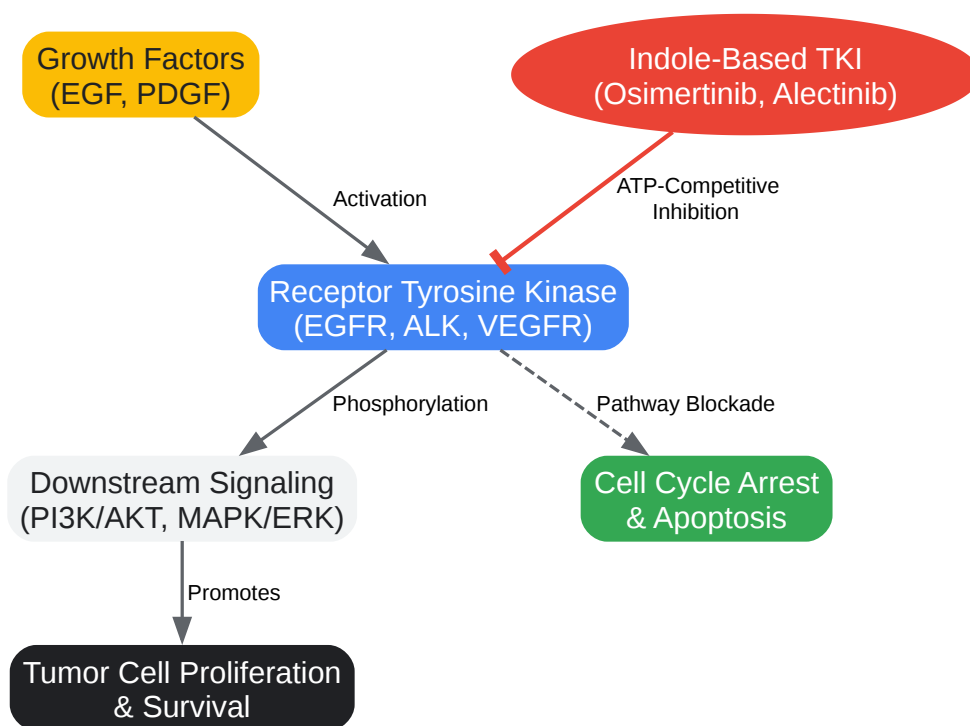 Growth Factors
(EGF, PDGF)
Indole-Based TKI
(Osimertinib, Alectinib)
Activation
ATP-Competitive
Inhibition
Receptor Tyrosine Kinase
(EGFR, ALK, VEGFR)
Phosphorylation
Pathway Blockade
Downstream Signaling
(PI3K/AKT, MAPK/ERK)
Cell Cycle Arrest
& Apoptosis
Promotes
Tumor Cell Proliferation
& Survival